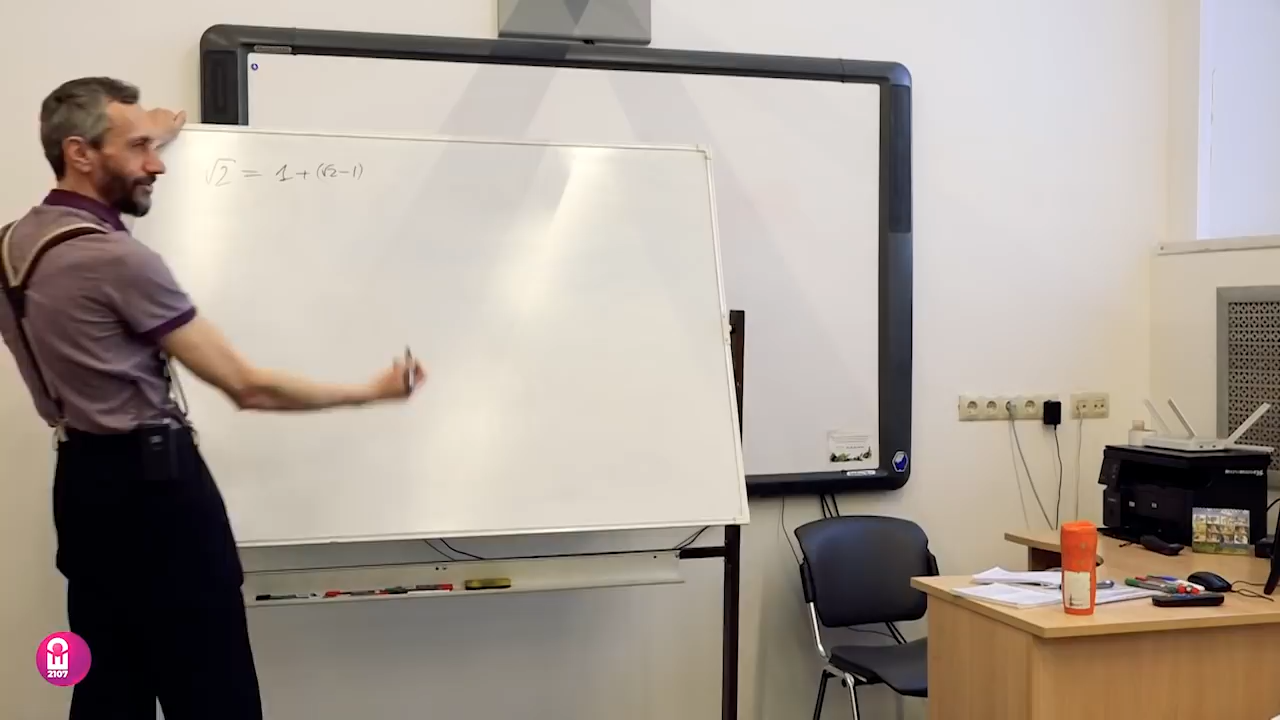 √2 = 1 + (√2 - 1)
2107